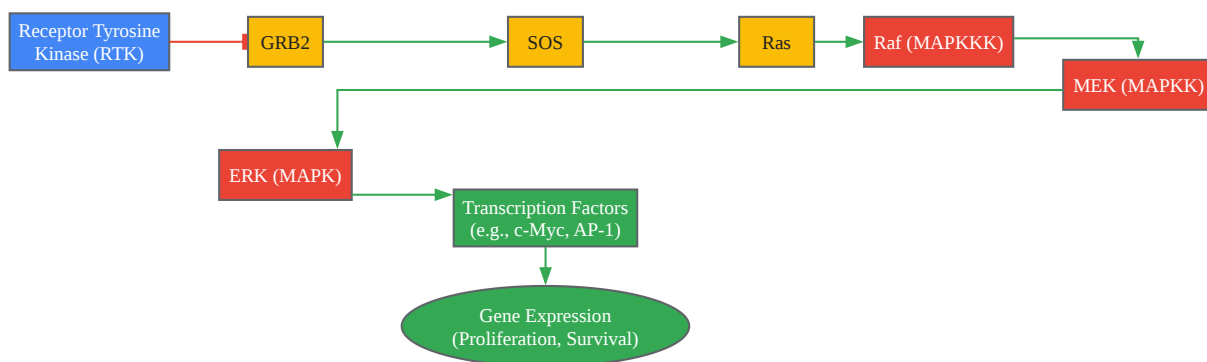 Receptor Tyrosine
Kinase (RTK)
GRB2
SOS
Ras
Raf (MAPKKK)
MEK (MAPKK)
ERK (MAPK)
Transcription Factors
(e.g., c-Myc, AP-1)
Gene Expression
(Proliferation, Survival)